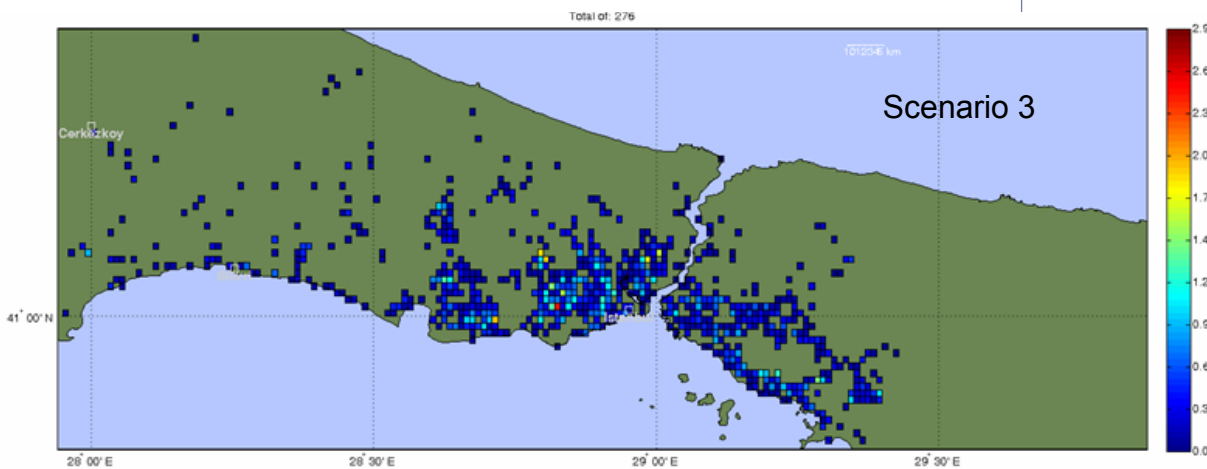 Total of: 276
Scenario 3
Cerkezkoy
41° 00' N
28° 00' E
28° 30' E
29° 00' E
29° 30' E
2.9
2.6
2.3
2.0
1.7
1.4
1.2
0.9
0.6
0.3
0.0